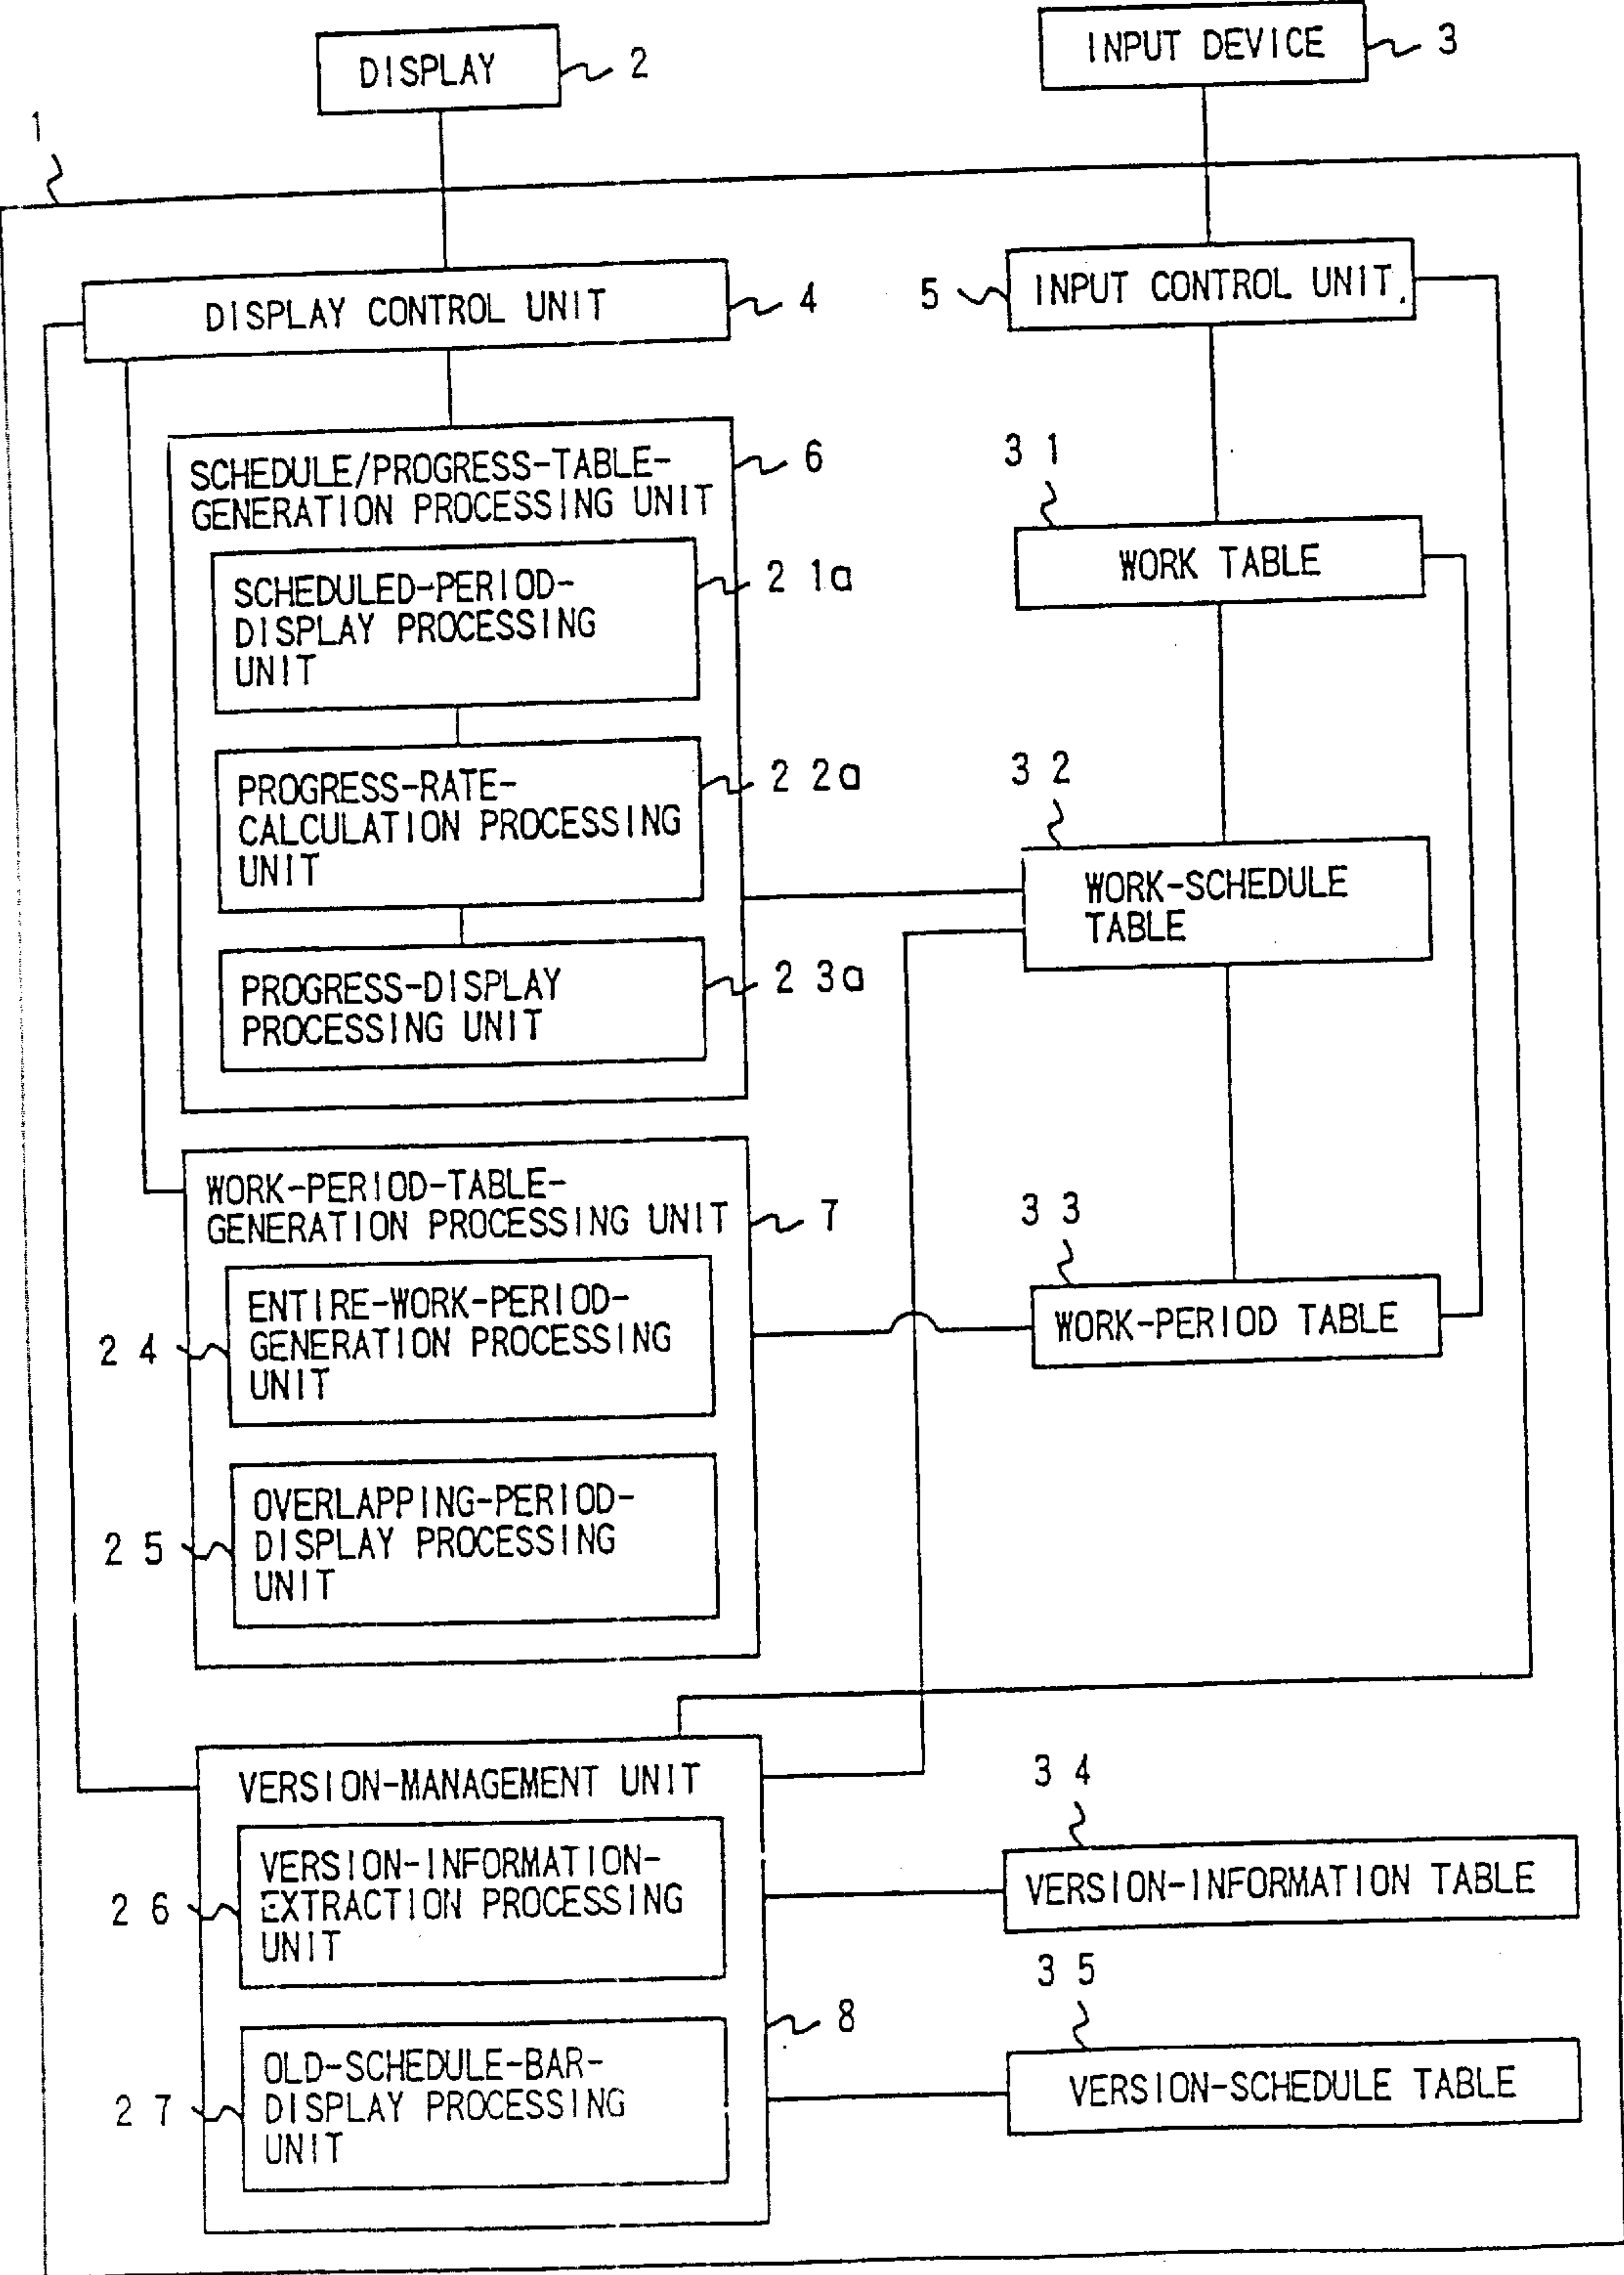 DISPLAY
2
INPUT DEVICE
3
1
DISPLAY CONTROL UNIT
4
5
INPUT CONTROL UNIT
SCHEDULE/PROGRESS-TABLE-
GENERATION PROCESSING UNIT
6
SCHEDULED-PERIOD-
DISPLAY PROCESSING
UNIT
21a
PROGRESS-RATE-
CALCULATION PROCESSING
UNIT
22a
PROGRESS-DISPLAY
PROCESSING UNIT
23a
31
WORK TABLE
32
WORK-SCHEDULE
TABLE
WORK-PERIOD-TABLE-
GENERATION PROCESSING UNIT
7
ENTIRE-WORK-PERIOD-
GENERATION PROCESSING
UNIT
24
OVERLAPPING-PERIOD-
DISPLAY PROCESSING
UNIT
25
33
WORK-PERIOD TABLE
VERSION-MANAGEMENT UNIT
VERSION-INFORMATION-
EXTRACTION PROCESSING
UNIT
26
8
OLD-SCHEDULE-BAR-
DISPLAY PROCESSING
UNIT
27
34
VERSION-INFORMATION TABLE
35
VERSION-SCHEDULE TABLE